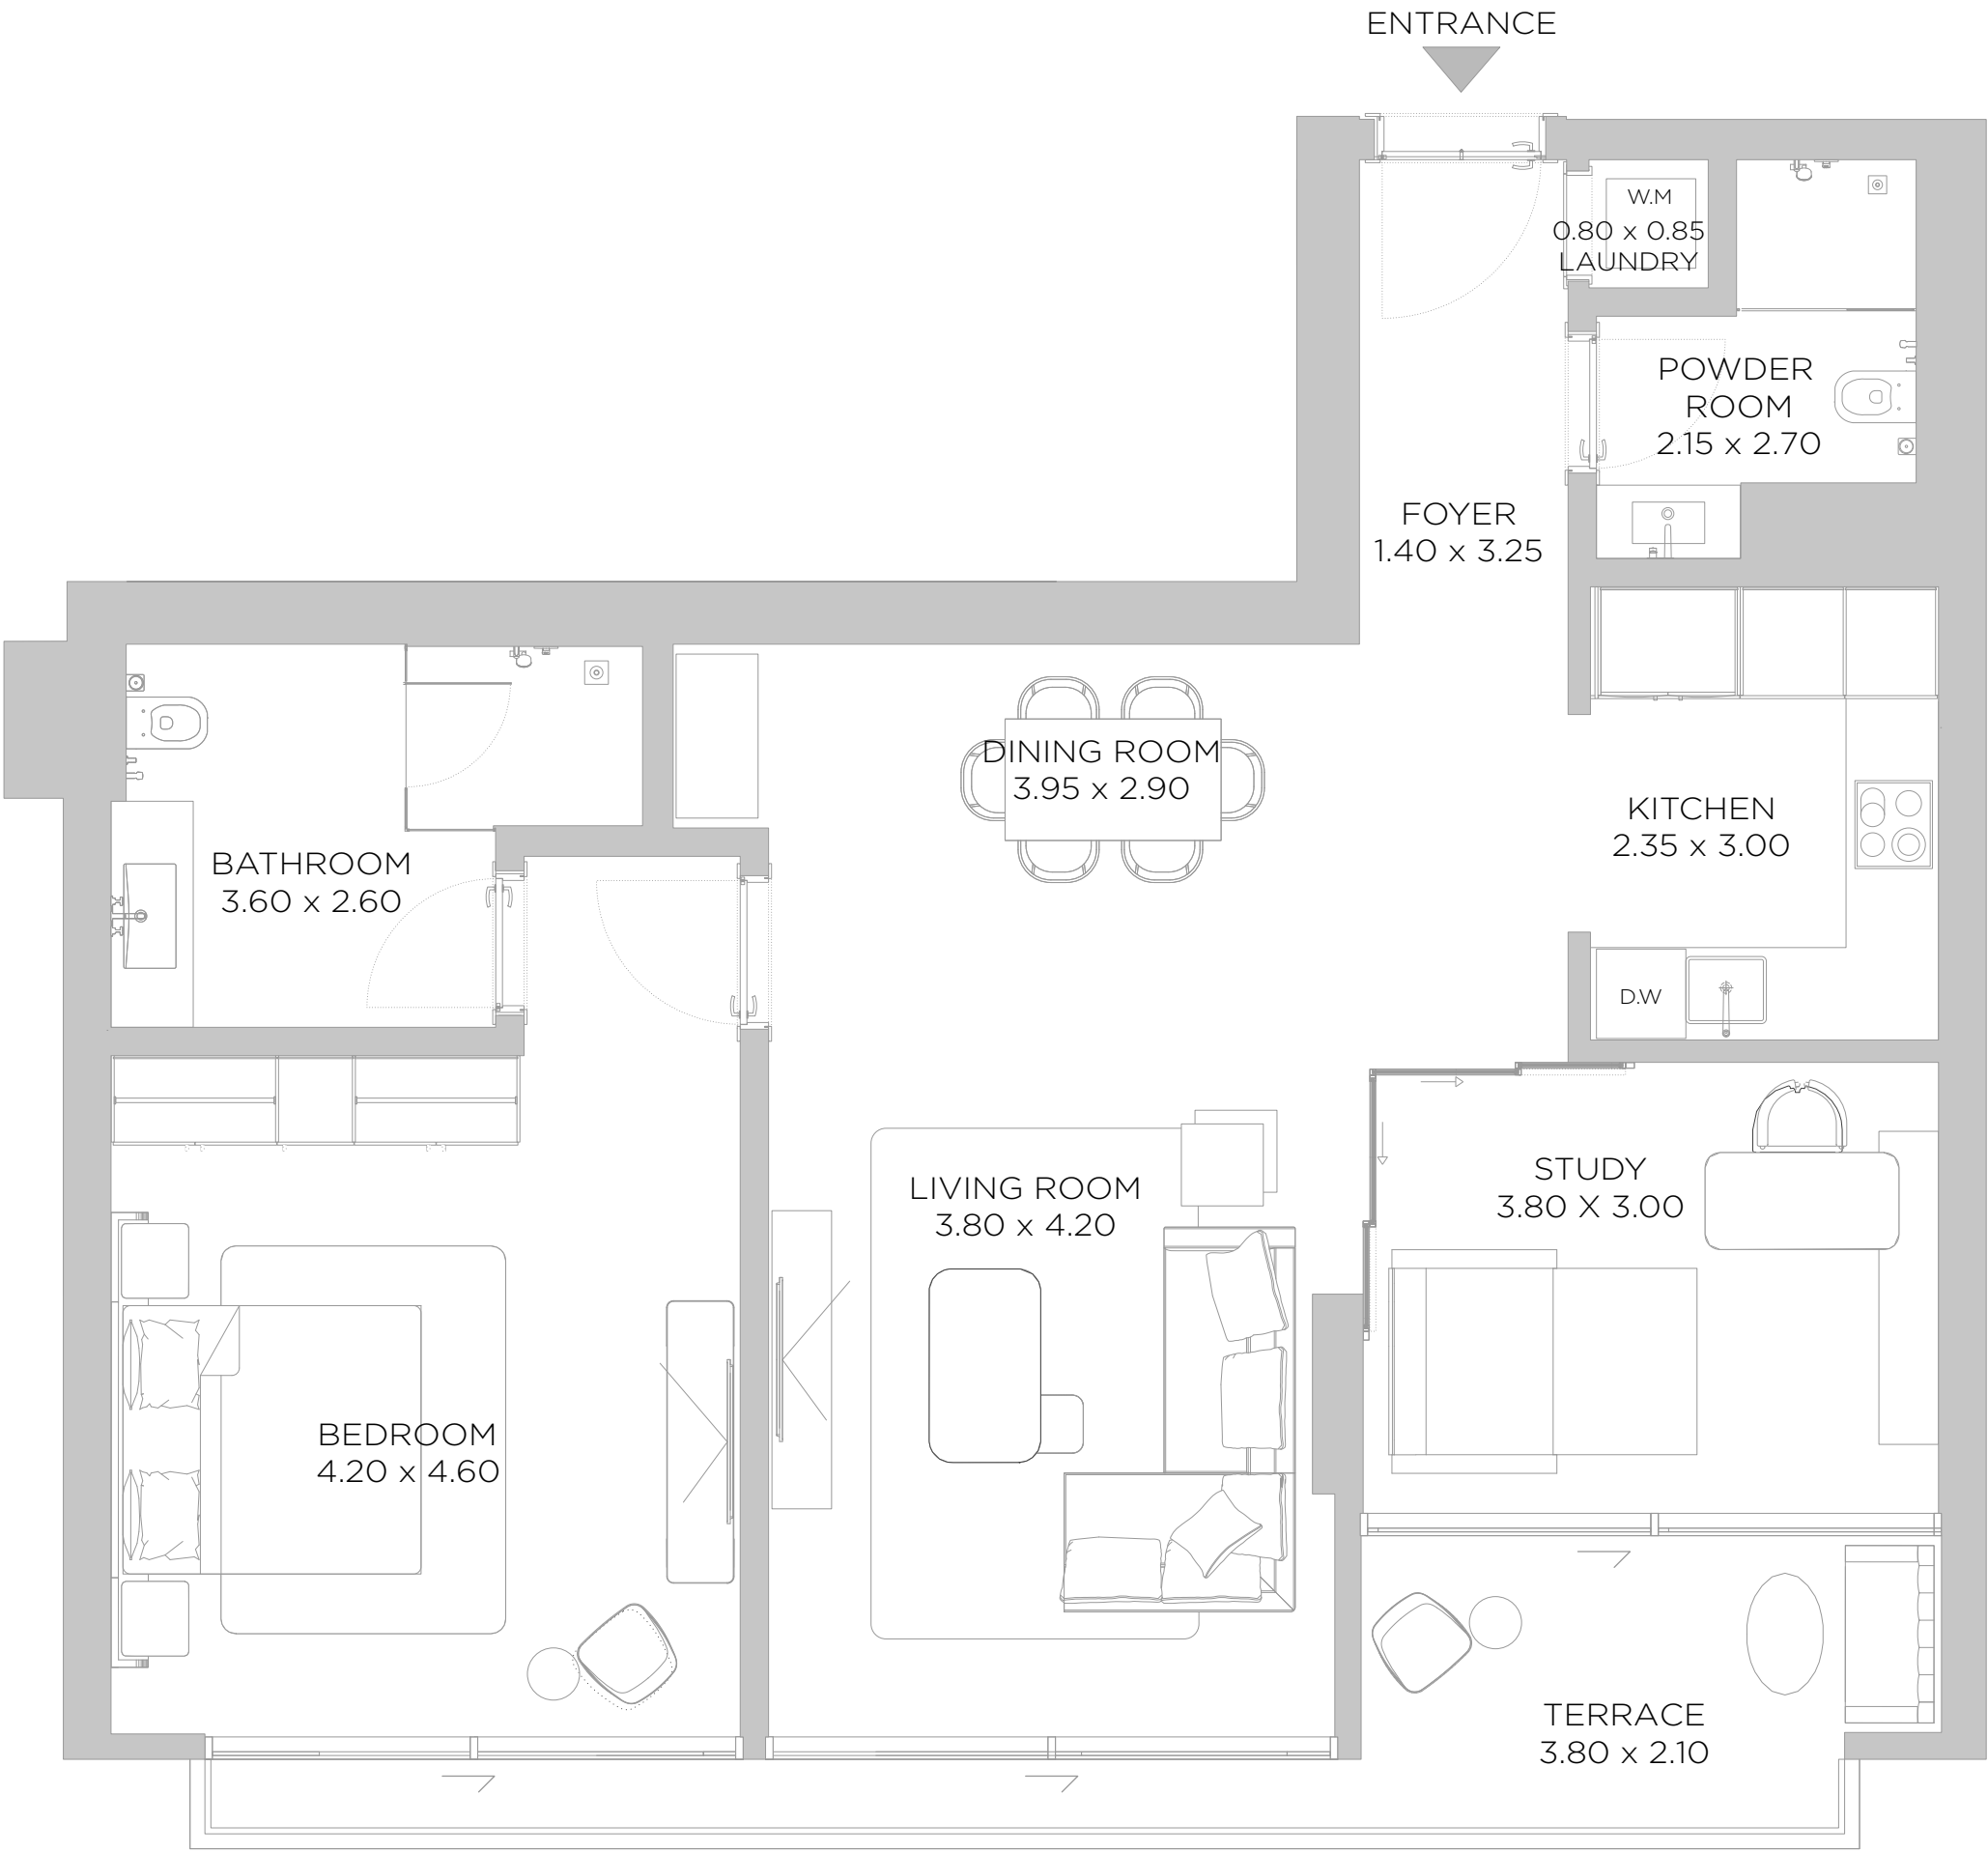 ENTRANCE
W.M
0.80 x 0.85
LAUNDRY
POWDER
ROOM
2.15 x 2.70
FOYER
1.40 x 3.25
DINING ROOM
3.95 x 2.90
KITCHEN
2.35 x 3.00
BATHROOM
3.60 x 2.60
D.W
LIVING ROOM
3.80 x 4.20
STUDY
3.80 X 3.00
BEDROOM
4.20 x 4.60
TERRACE
3.80 x 2.10